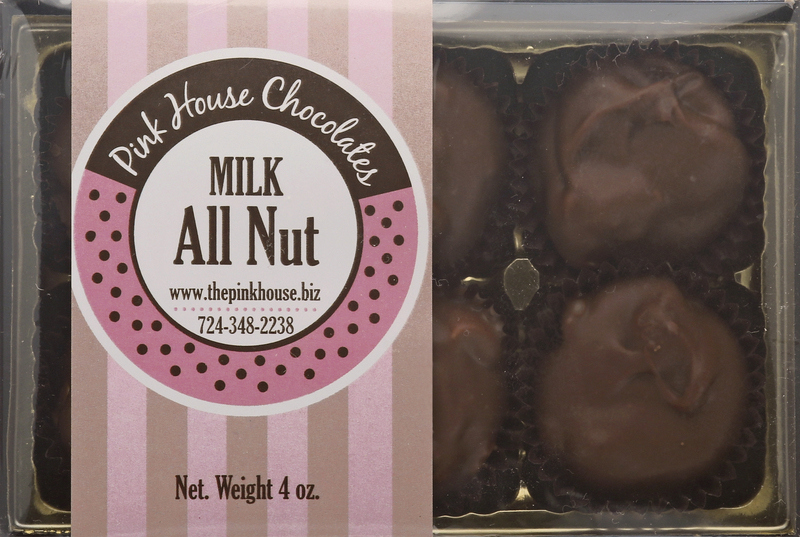 Pink House Chocolates
MILK
All Nut
www.thepinkhouse.biz
724-348-2238
Net. Weight 4 oz.